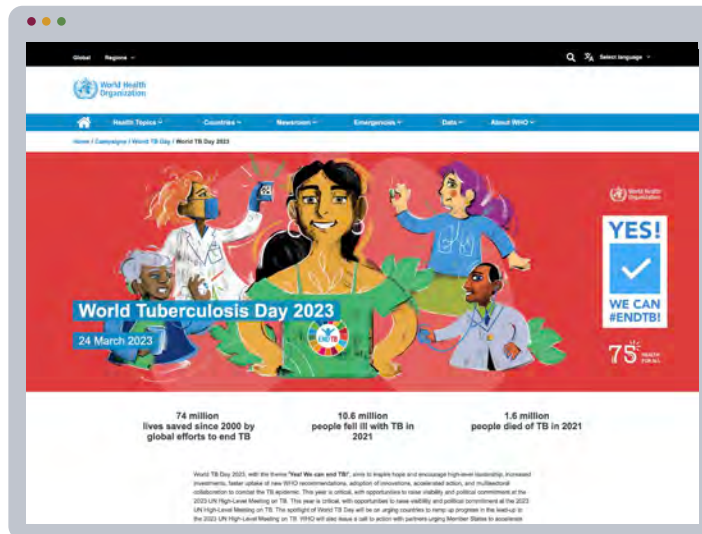 Global Regions Select language
World Health
Organization
Health Topics Countries Newsroom Emergencies Data About WHO
Home / Campaigns / World TB Day / World TB Day 2023
World Health
Organization
YES!
WE CAN
#ENDTB!
75 HEALTH
FOR ALL
World Tuberculosis Day 2023
24 March 2023
END TB
74 million
lives saved since 2000 by
global efforts to end TB
10.6 million
people fell ill with TB in
2021
1.6 million
people died of TB in 2021
World TB Day 2023, with the theme "Yes! We can end TB!", aims to inspire hope and encourage high-level leadership, increased
investments, faster uptake of new WHO recommendations, adoption of innovations, accelerated action, and multisectoral
collaboration to combat the TB epidemic. This year is critical, with opportunities to raise visibility and political commitment at the
2023 UN High-Level Meeting on TB. This year is critical, with opportunities to raise visibility and political commitment at the 2023
UN High-Level Meeting on TB. The spotlight of World TB Day will be on urging countries to ramp up progress in the lead-up to
the 2023 UN High-Level Meeting on TB. WHO will also issue a call to action with partners urging Member States to accelerate